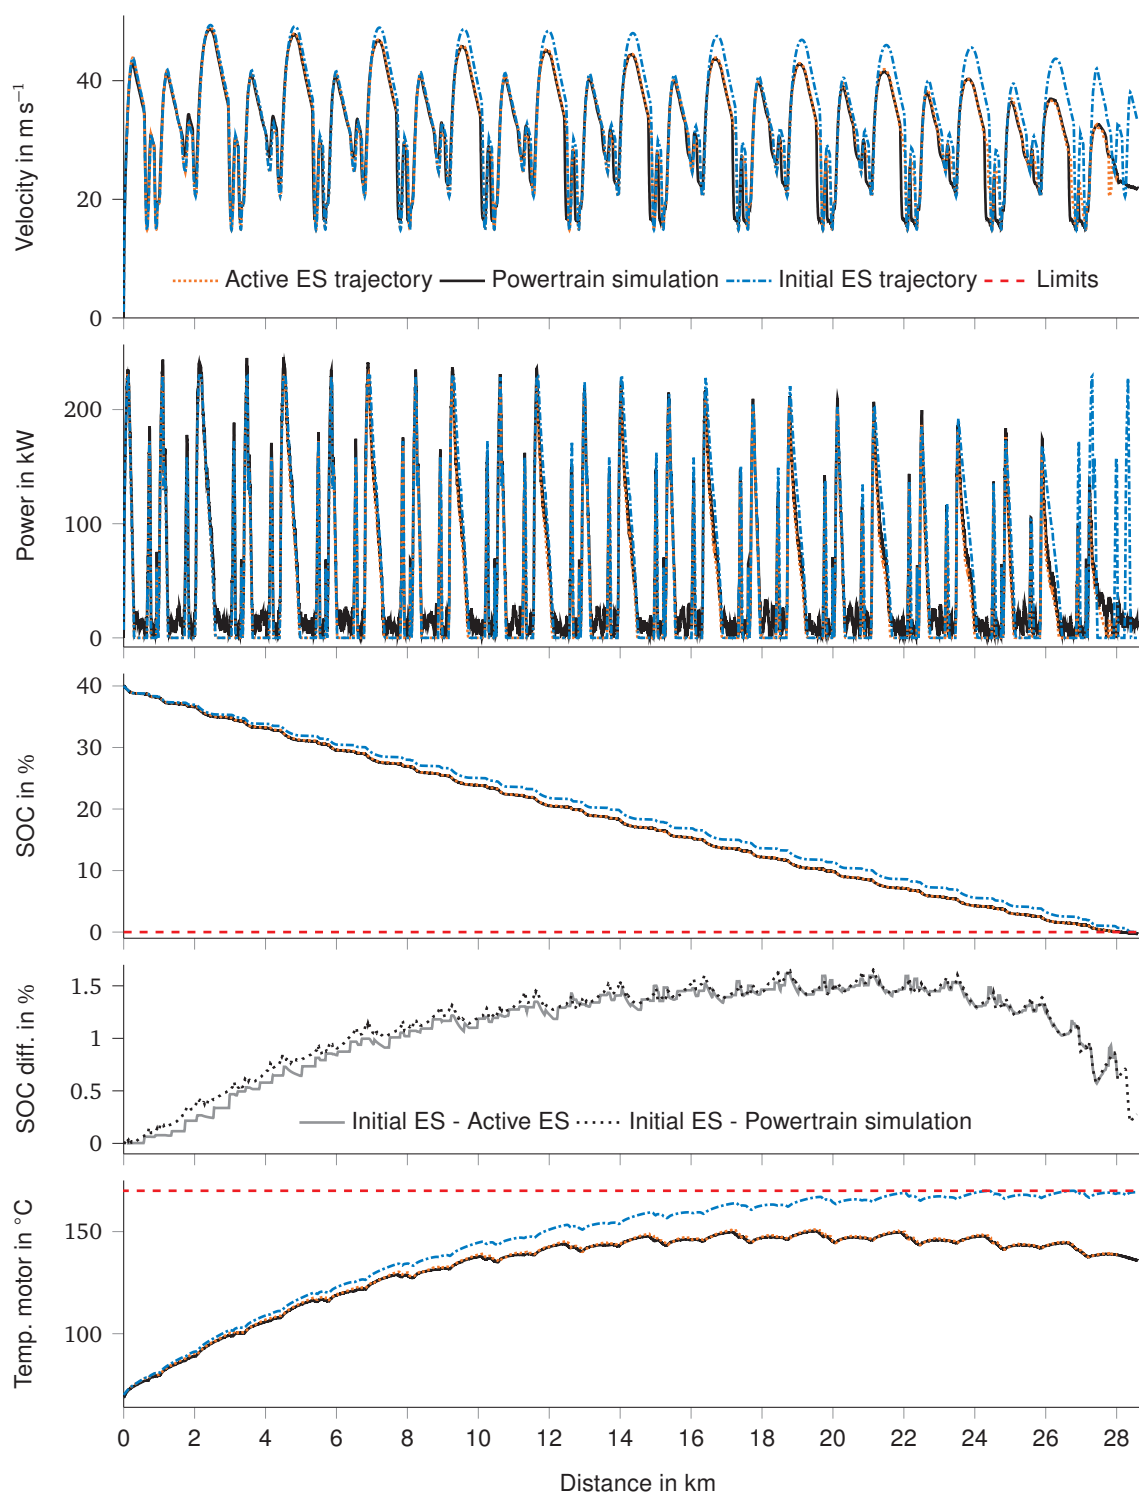 Velocity in m s⁻¹
40
20
0
Active ES trajectory
Powertrain simulation
Initial ES trajectory
Limits
Power in kW
200
100
0
SOC in %
40
30
20
10
0
SOC diff. in %
1.5
1
0.5
0
Initial ES - Active ES
Initial ES - Powertrain simulation
Temp. motor in °C
150
100
0 2 4 6 8 10 12 14 16 18 20 22 24 26 28
Distance in km